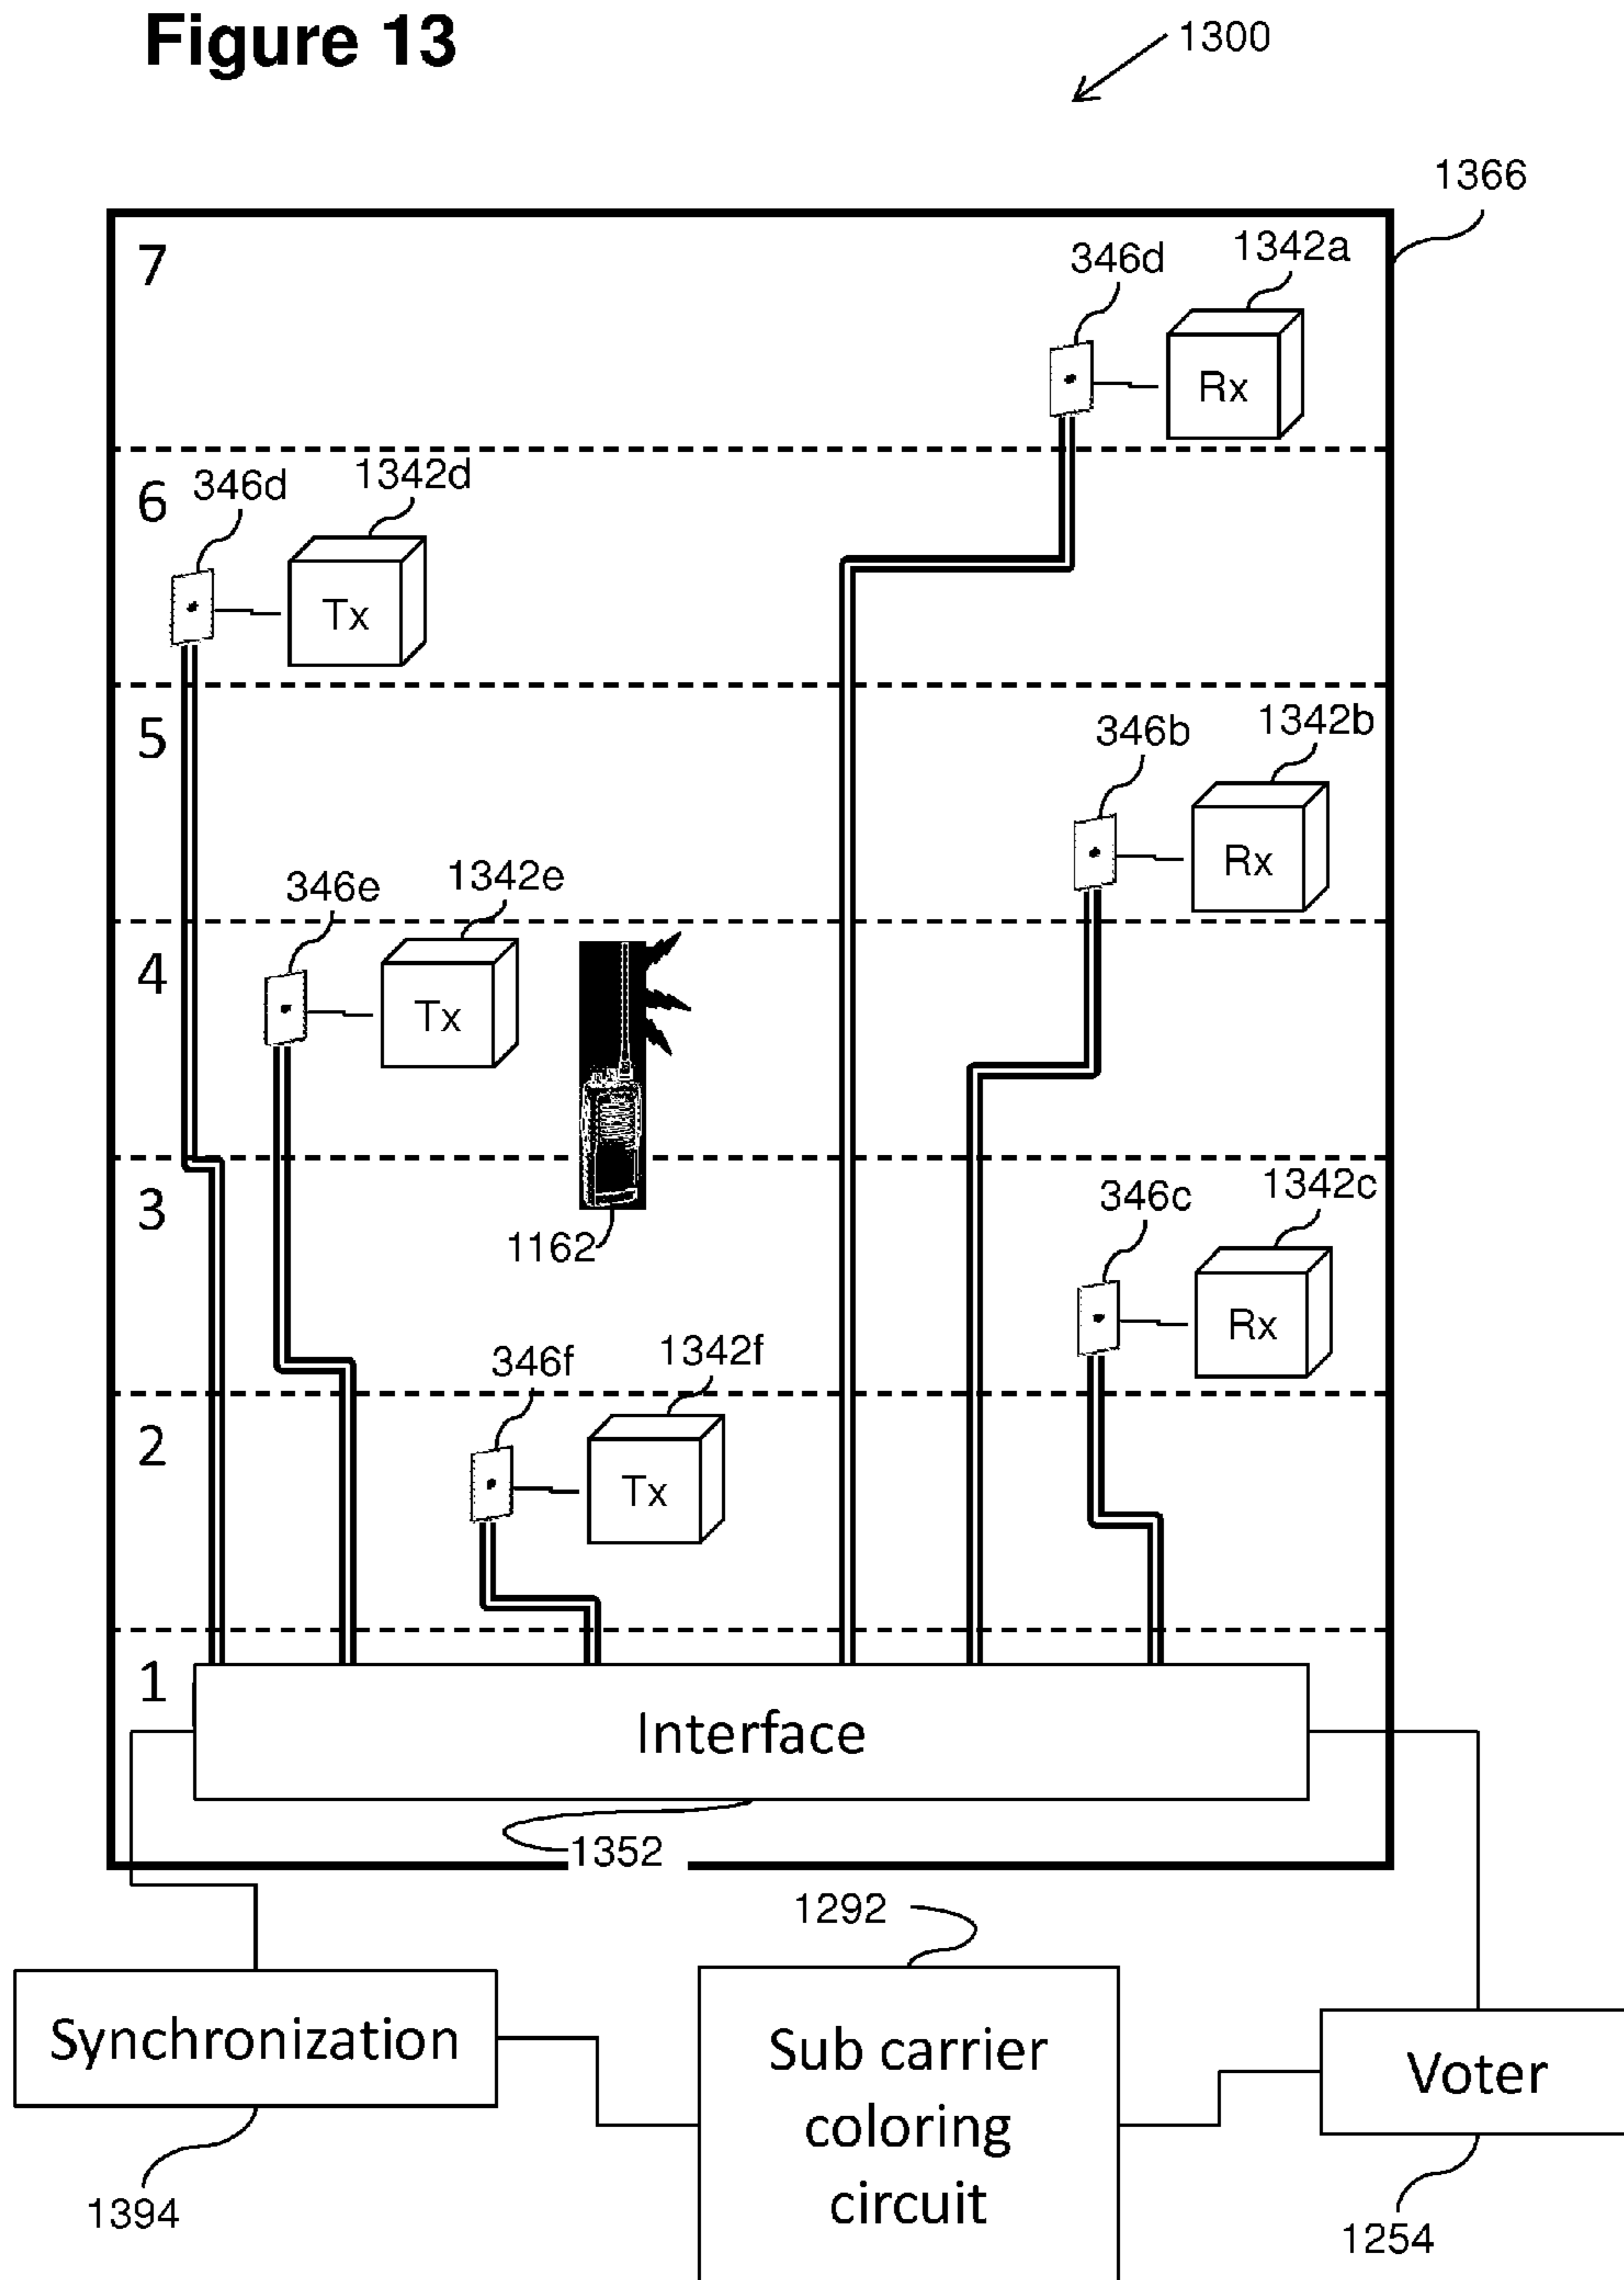 Figure 13
1300
1366
7
346d
1342a
Rx
6
346d
1342d
Tx
5
346b
1342b
Rx
346e
1342e
4
Tx
3
1162
346c
1342c
Rx
346f
1342f
2
Tx
1
Interface
1352
1292
Synchronization
Sub carrier
coloring
circuit
Voter
1394
1254